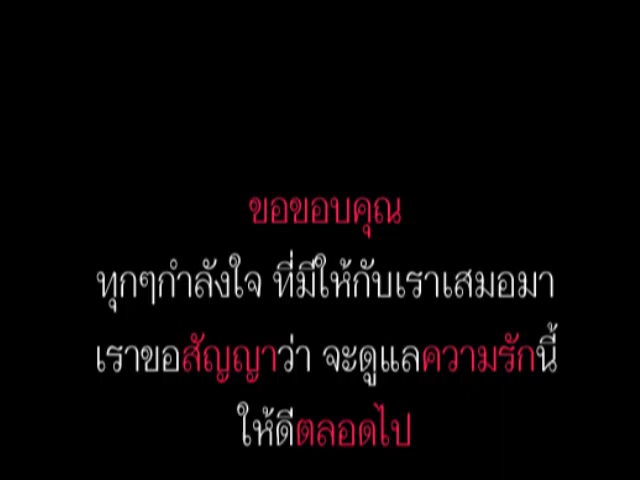 ขอขอบคุณ
ทุกๆกำลังใจ ที่มีให้กับเราเสมอมา
เราขอสัญญาว่า จะดูแลความรักนี้
ให้ดีตลอดไป